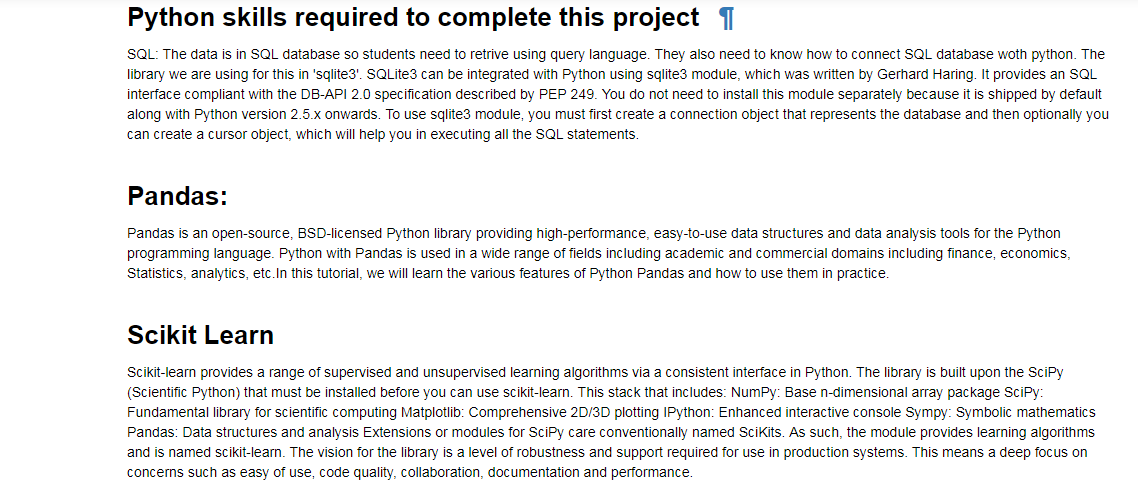 Python skills required to complete this project ¶
SQL: The data is in SQL database so students need to retrive using query language. They also need to know how to connect SQL database woth python. The
library we are using for this in 'sqlite3'. SQLite3 can be integrated with Python using sqlite3 module, which was written by Gerhard Haring. It provides an SQL
interface compliant with the DB-API 2.0 specification described by PEP 249. You do not need to install this module separately because it is shipped by default
along with Python version 2.5.x onwards. To use sqlite3 module, you must first create a connection object that represents the database and then optionally you
can create a cursor object, which will help you in executing all the SQL statements.
Pandas:
Pandas is an open-source, BSD-licensed Python library providing high-performance, easy-to-use data structures and data analysis tools for the Python
programming language. Python with Pandas is used in a wide range of fields including academic and commercial domains including finance, economics,
Statistics, analytics, etc.In this tutorial, we will learn the various features of Python Pandas and how to use them in practice.
Scikit Learn
Scikit-learn provides a range of supervised and unsupervised learning algorithms via a consistent interface in Python. The library is built upon the SciPy
(Scientific Python) that must be installed before you can use scikit-learn. This stack that includes: NumPy: Base n-dimensional array package SciPy:
Fundamental library for scientific computing Matplotlib: Comprehensive 2D/3D plotting IPython: Enhanced interactive console Sympy: Symbolic mathematics
Pandas: Data structures and analysis Extensions or modules for SciPy care conventionally named SciKits. As such, the module provides learning algorithms
and is named scikit-learn. The vision for the library is a level of robustness and support required for use in production systems. This means a deep focus on
concerns such as easy of use, code quality, collaboration, documentation and performance.